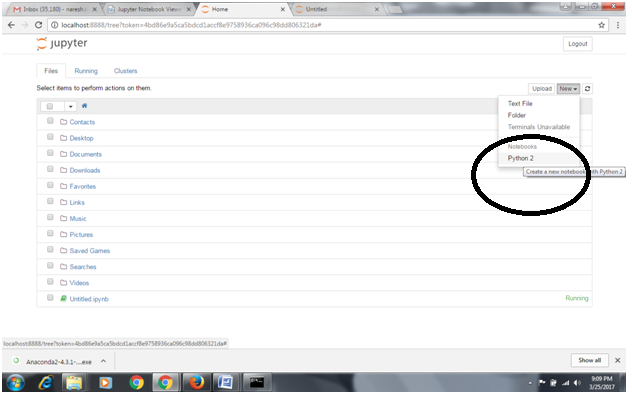 Inbox (35,180) - naresh.c
Jupyter Notebook Viewer
Home
Untitled
localhost:8888/tree?token=4bd86e9a5ca5bdcd1accf8e9758936ca096c98dd806321da#
jupyter
Logout
Files
Running
Clusters
Select items to perform actions on them.
Upload
New
Text File
Folder
Terminals Unavailable
Notebooks
Python 2
Create a new notebook with Python 2
Contacts
Desktop
Documents
Downloads
Favorites
Links
Music
Pictures
Saved Games
Searches
Videos
Untitled.ipynb
Running
localhost:8888/tree?token=4bd86e9a5ca5bdcd1accf8e9758936ca096c98dd806321da#
Anaconda2-4.3.1-....exe
Show all
9:09 PM
3/25/2017